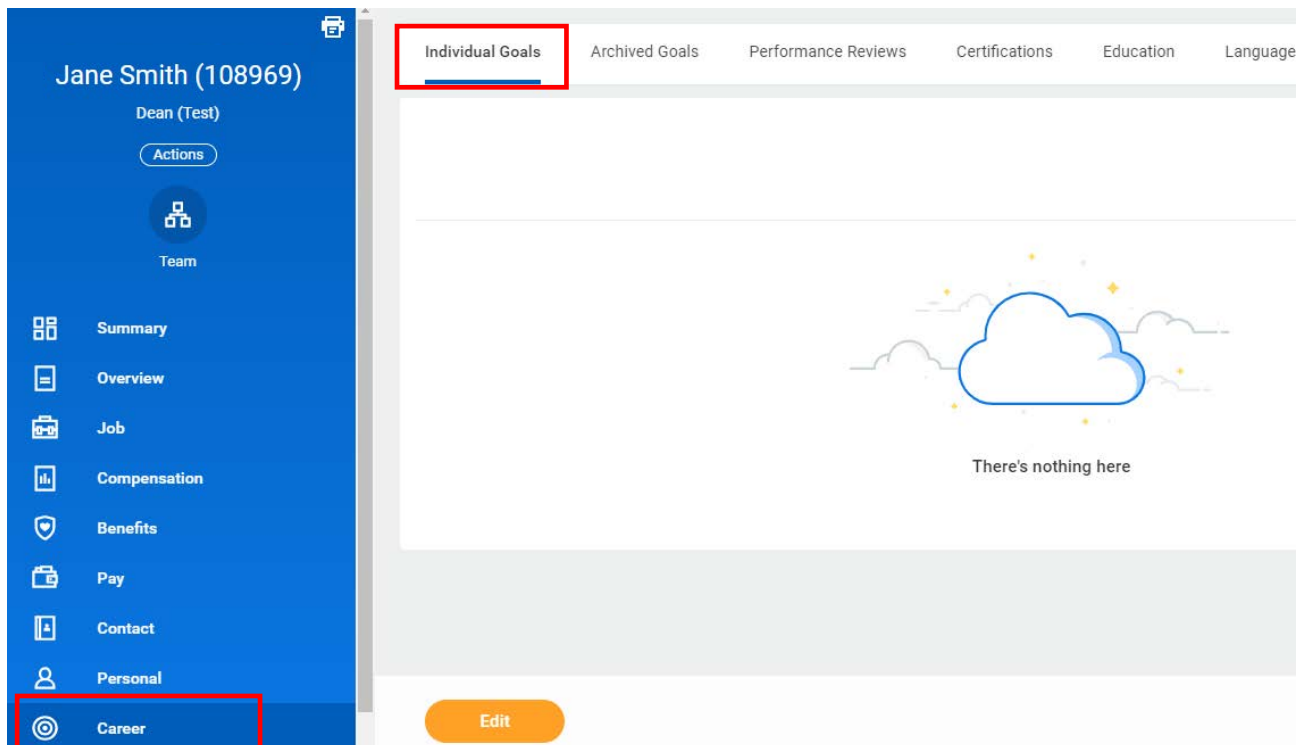 Jane Smith (108969)
Dean (Test)
Actions
Team
Summary
Overview
Job
Compensation
Benefits
Pay
Contact
Personal
Career
Individual Goals Archived Goals Performance Reviews Certifications Education Language
There's nothing here
Edit